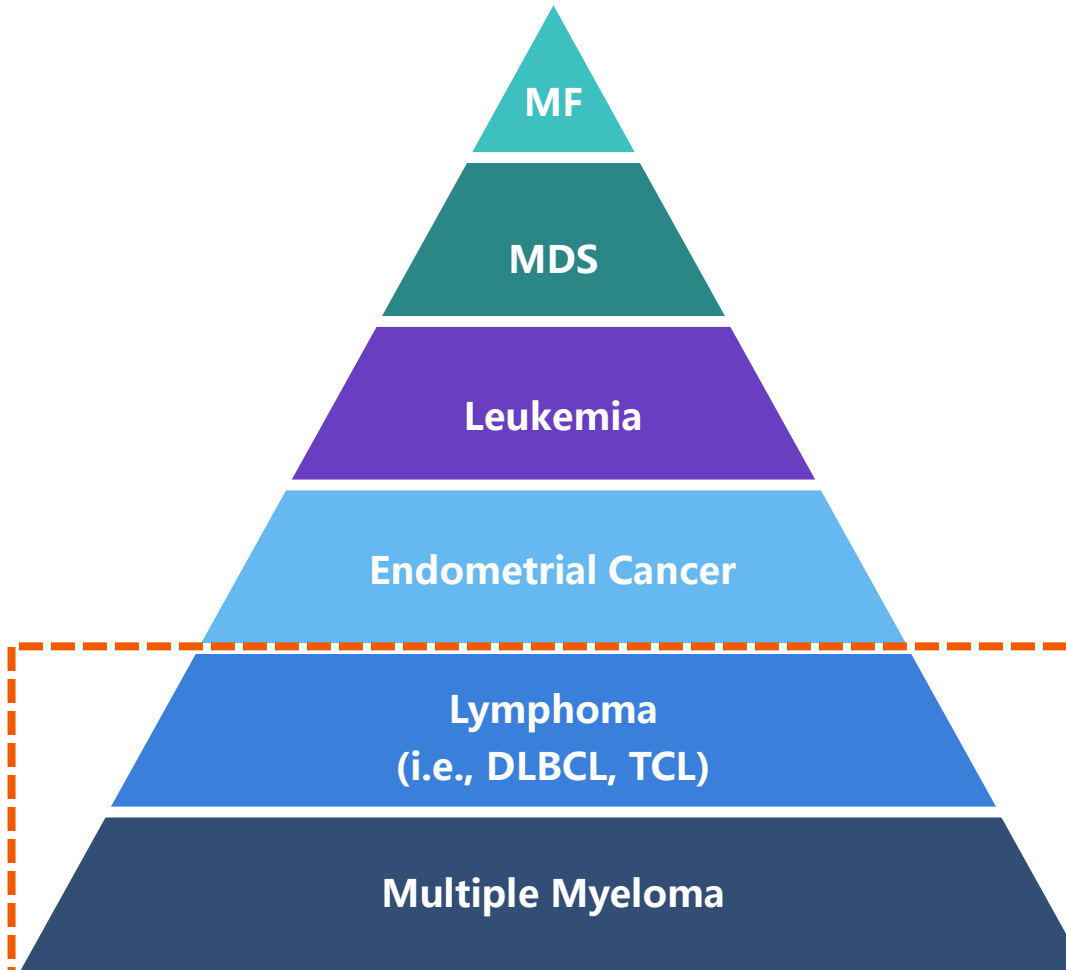 MF
MDS
Leukemia
Endometrial Cancer
Lymphoma
(i.e., DLBCL, TCL)
Multiple Myeloma